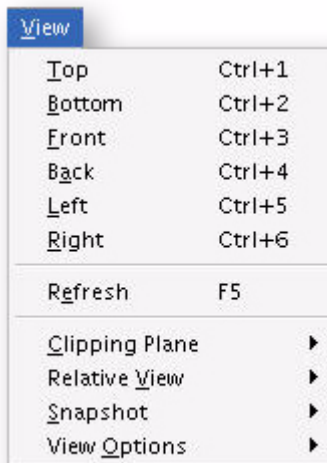 View
Top Ctrl+1
Bottom Ctrl+2
Front Ctrl+3
Back Ctrl+4
Left Ctrl+5
Right Ctrl+6
Refresh F5
Clipping Plane
Relative View
Snapshot
View Options